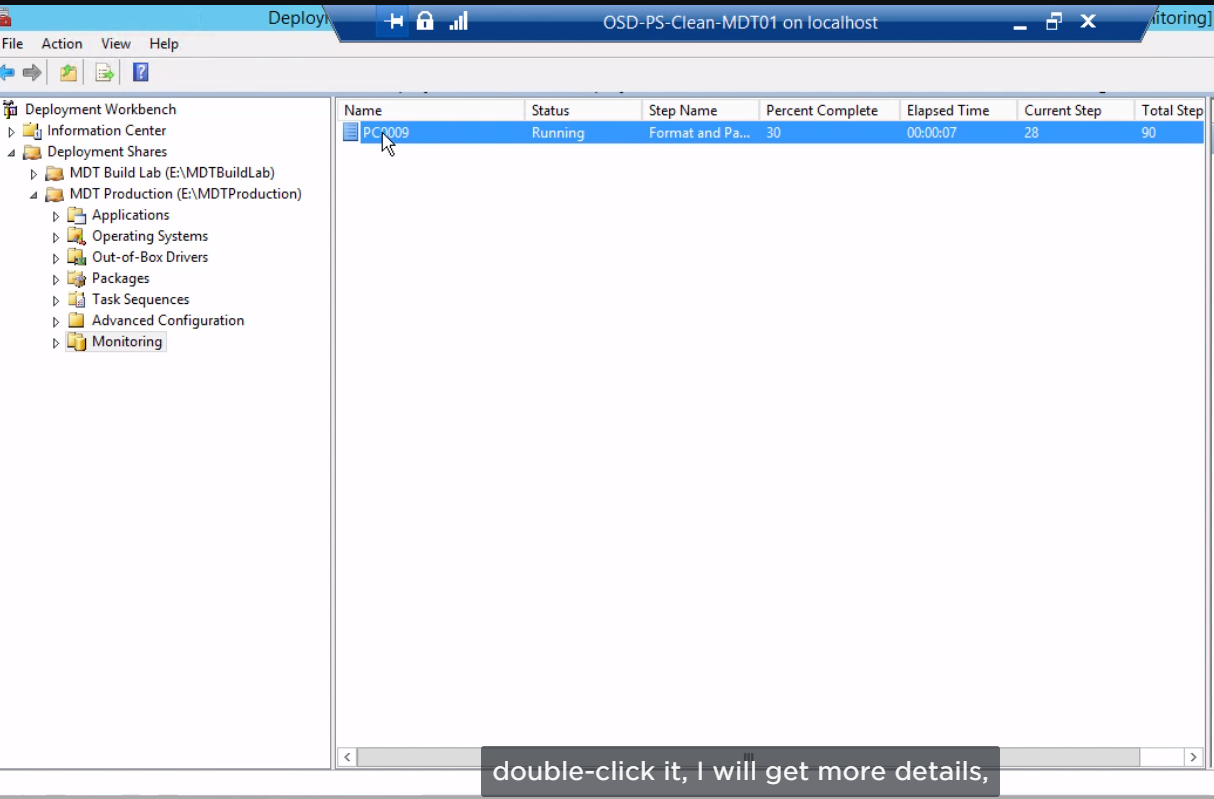 Deploy
OSD-PS-Clean-MDT01 on localhost
itoring]
File Action View Help
Deployment Workbench
Information Center
Deployment Shares
MDT Build Lab (E:\MDTBuildLab)
MDT Production (E:\MDTProduction)
Applications
Operating Systems
Out-of-Box Drivers
Packages
Task Sequences
Advanced Configuration
Monitoring
Name Status Step Name Percent Complete Elapsed Time Current Step Total Step
PC0009 Running Format and Pa... 30 00:00:07 28 90
double-click it, I will get more details,